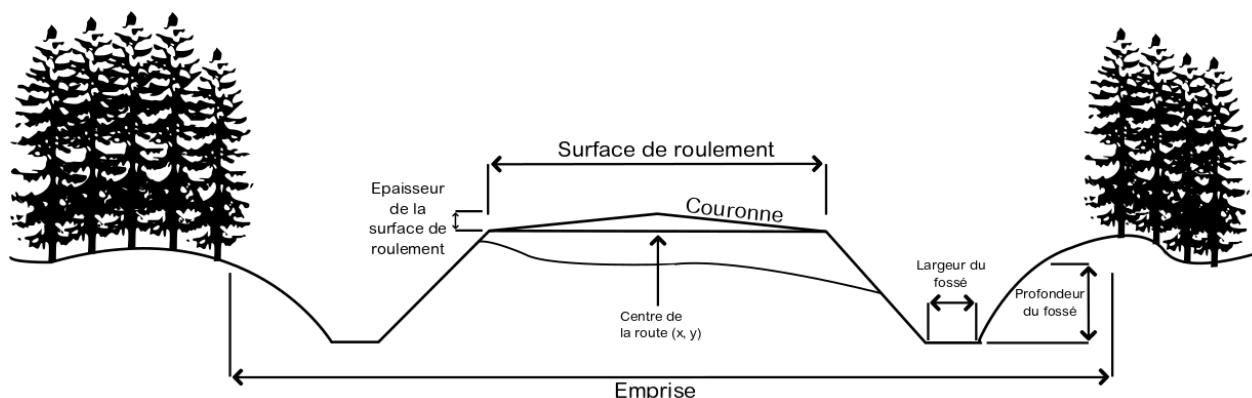 Surface de roulement
Epaisseur
de la
surface de
roulement
Couronne
Centre de
la route (x, y)
Largeur du
fossé
Profondeur
du fossé
Emprise